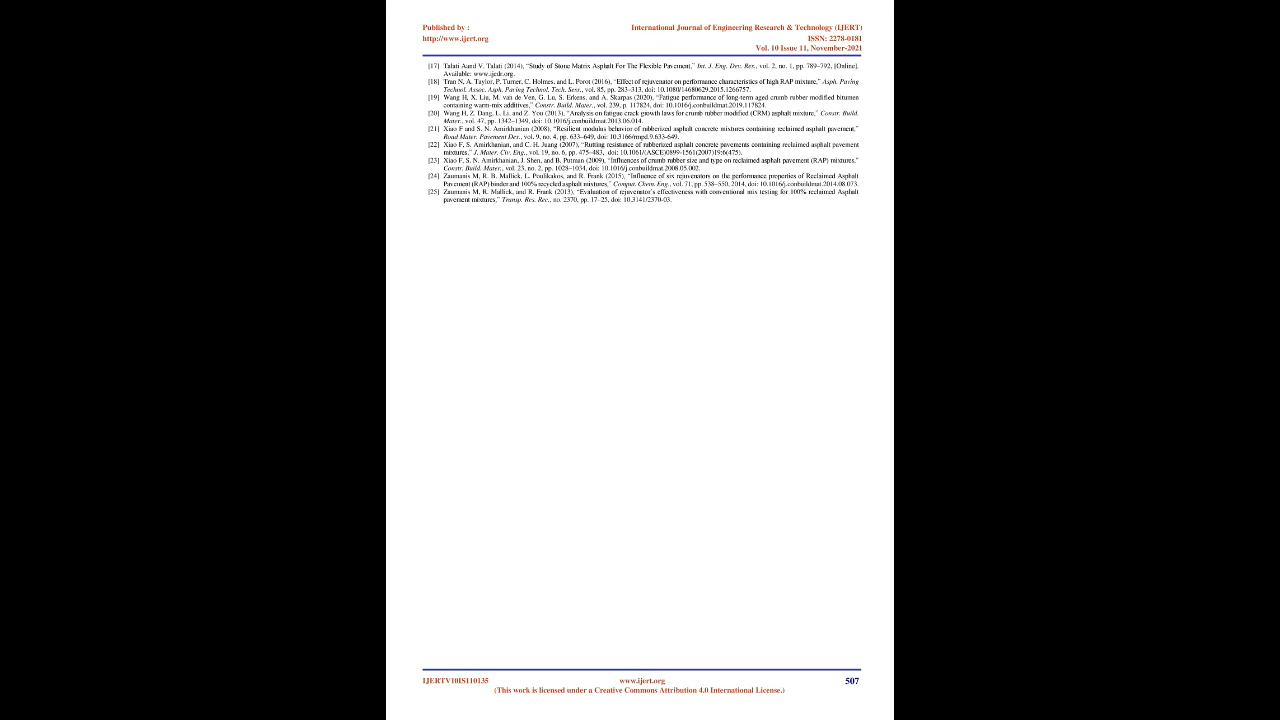 Published by :
International Journal of Engineering Research & Technology (IJERT)
http://www.ijert.org
ISSN: 2278-0181
Vol. 10 Issue 11, November-2021
[17] Talati Aand V. Talati (2014), “Study of Stone Matrix Asphalt For The Flexible Pavement,” Int. J. Eng. Dev. Res., vol. 2, no. 1, pp. 789–792, [Online].
Available: www.ijedr.org.
[18] Tran N, A. Taylor, P. Turner, C. Holmes, and L. Porot (2016), “Effect of rejuvenator on performance characteristics of high RAP mixture,” Asph. Paving
Technol. Assoc. Asph. Paving Technol. Tech. Sess., vol. 85, pp. 283–313, doi: 10.1080/14680629.2015.1266757.
[19] Wang H, X. Liu, M. van de Ven, G. Lu, S. Erkens, and A. Skarpas (2020), “Fatigue performance of long-term aged crumb rubber modified bitumen
containing warm-mix additives,” Constr. Build. Mater., vol. 239, p. 117824, doi: 10.1016/j.conbuildmat.2019.117824.
[20] Wang H, Z. Dang, L. Li, and Z. You (2013), “Analysis on fatigue crack growth laws for crumb rubber modified (CRM) asphalt mixture,” Constr. Build.
Mater., vol. 47, pp. 1342–1349, doi: 10.1016/j.conbuildmat.2013.06.014.
[21] Xiao F and S. N. Amirkhanian (2008), “Resilient modulus behavior of rubberized asphalt concrete mixtures containing reclaimed asphalt pavement,”
Road Mater. Pavement Des., vol. 9, no. 4, pp. 633–649, doi: 10.3166/rmpd.9.633-649.
[22] Xiao F, S. Amirkhanian, and C. H. Juang (2007), “Rutting resistance of rubberized asphalt concrete pavements containing reclaimed asphalt pavement
mixtures,” J. Mater. Civ. Eng., vol. 19, no. 6, pp. 475–483, doi: 10.1061/(ASCE)0899-1561(2007)19:6(475).
[23] Xiao F, S. N. Amirkhanian, J. Shen, and B. Putman (2009), “Influences of crumb rubber size and type on reclaimed asphalt pavement (RAP) mixtures,”
Constr. Build. Mater., vol. 23, no. 2, pp. 1028–1034, doi: 10.1016/j.conbuildmat.2008.05.002.
[24] Zaumanis M, R. B. Mallick, L. Poulikakos, and R. Frank (2015), “Influence of six rejuvenators on the performance properties of Reclaimed Asphalt
Pavement (RAP) binder and 100% recycled asphalt mixtures,” Comput. Chem. Eng., vol. 71, pp. 538–550, 2014, doi: 10.1016/j.conbuildmat.2014.08.073.
[25] Zaumanis M, R. Mallick, and R. Frank (2013), “Evaluation of rejuvenator’s effectiveness with conventional mix testing for 100% reclaimed Asphalt
pavement mixtures,” Transp. Res. Rec., no. 2370, pp. 17–25, doi: 10.3141/2370-03.
IJERTV10IS110135
www.ijert.org
507
(This work is licensed under a Creative Commons Attribution 4.0 International License.)